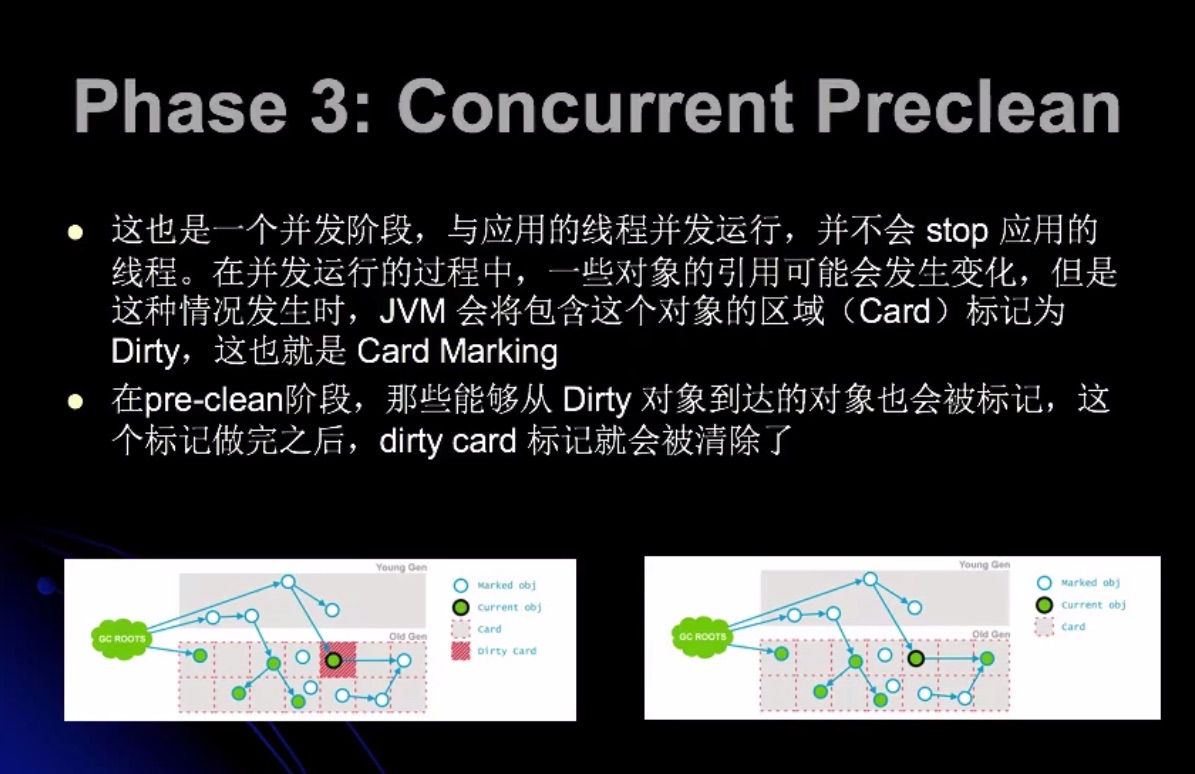 Phase 3: Concurrent Preclean
这也是一个并发阶段，与应用的线程并发运行，并不会 stop 应用的
线程。在并发运行的过程中，一些对象的引用可能会发生变化，但是
这种情况发生时，JVM 会将包含这个对象的区域（Card）标记为
Dirty，这也就是 Card Marking
在pre-clean阶段，那些能够从 Dirty 对象到达的对象也会被标记，这
个标记做完之后，dirty card 标记就会被清除了
Young Gen
Marked obj
Current obj
GC ROOTS
Old Gen
Card
Dirty Card
Young Gen
Marked obj
Current obj
GC ROOTS
Old Gen
Card